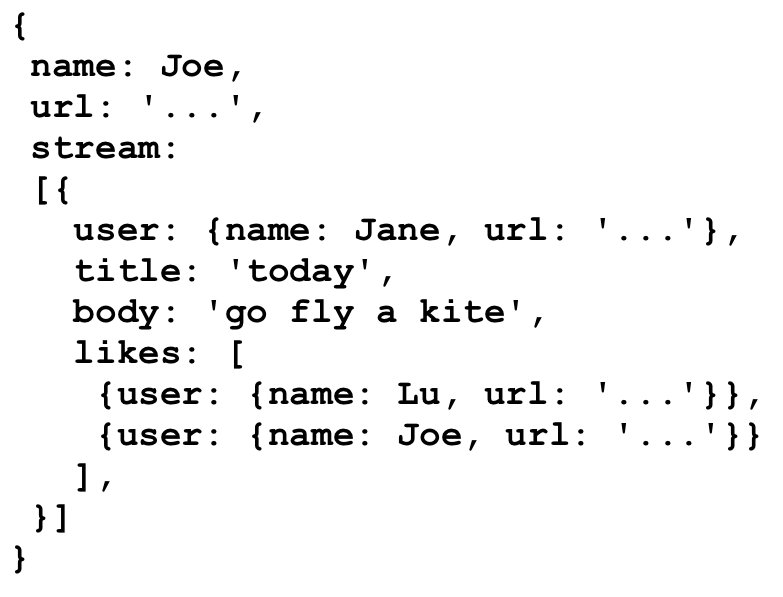 {
name: Joe,
url: '...',
stream:
[{
user: {name: Jane, url: '...'},
title: 'today',
body: 'go fly a kite',
likes: [
{user: {name: Lu, url: '...'}},
{user: {name: Joe, url: '...'}}
],
}]
}